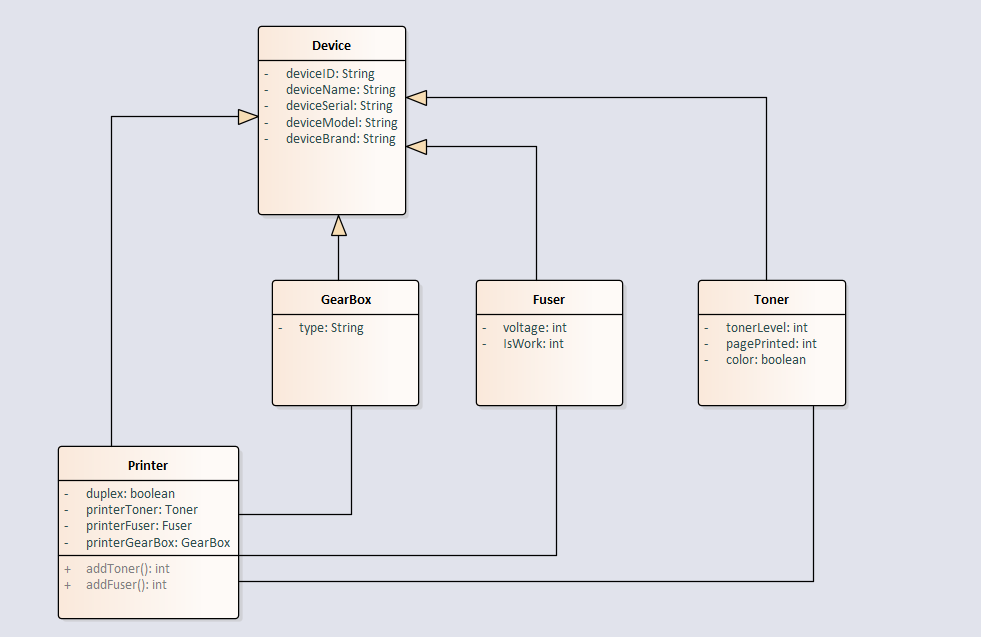 Device
- deviceID: String
- deviceName: String
- deviceSerial: String
- deviceModel: String
- deviceBrand: String
GearBox
- type: String
Fuser
- voltage: int
- IsWork: int
Toner
- tonerLevel: int
- pagePrinted: int
- color: boolean
Printer
- duplex: boolean
- printerToner: Toner
- printerFuser: Fuser
- printerGearBox: GearBox
+ addToner(): int
+ addFuser(): int